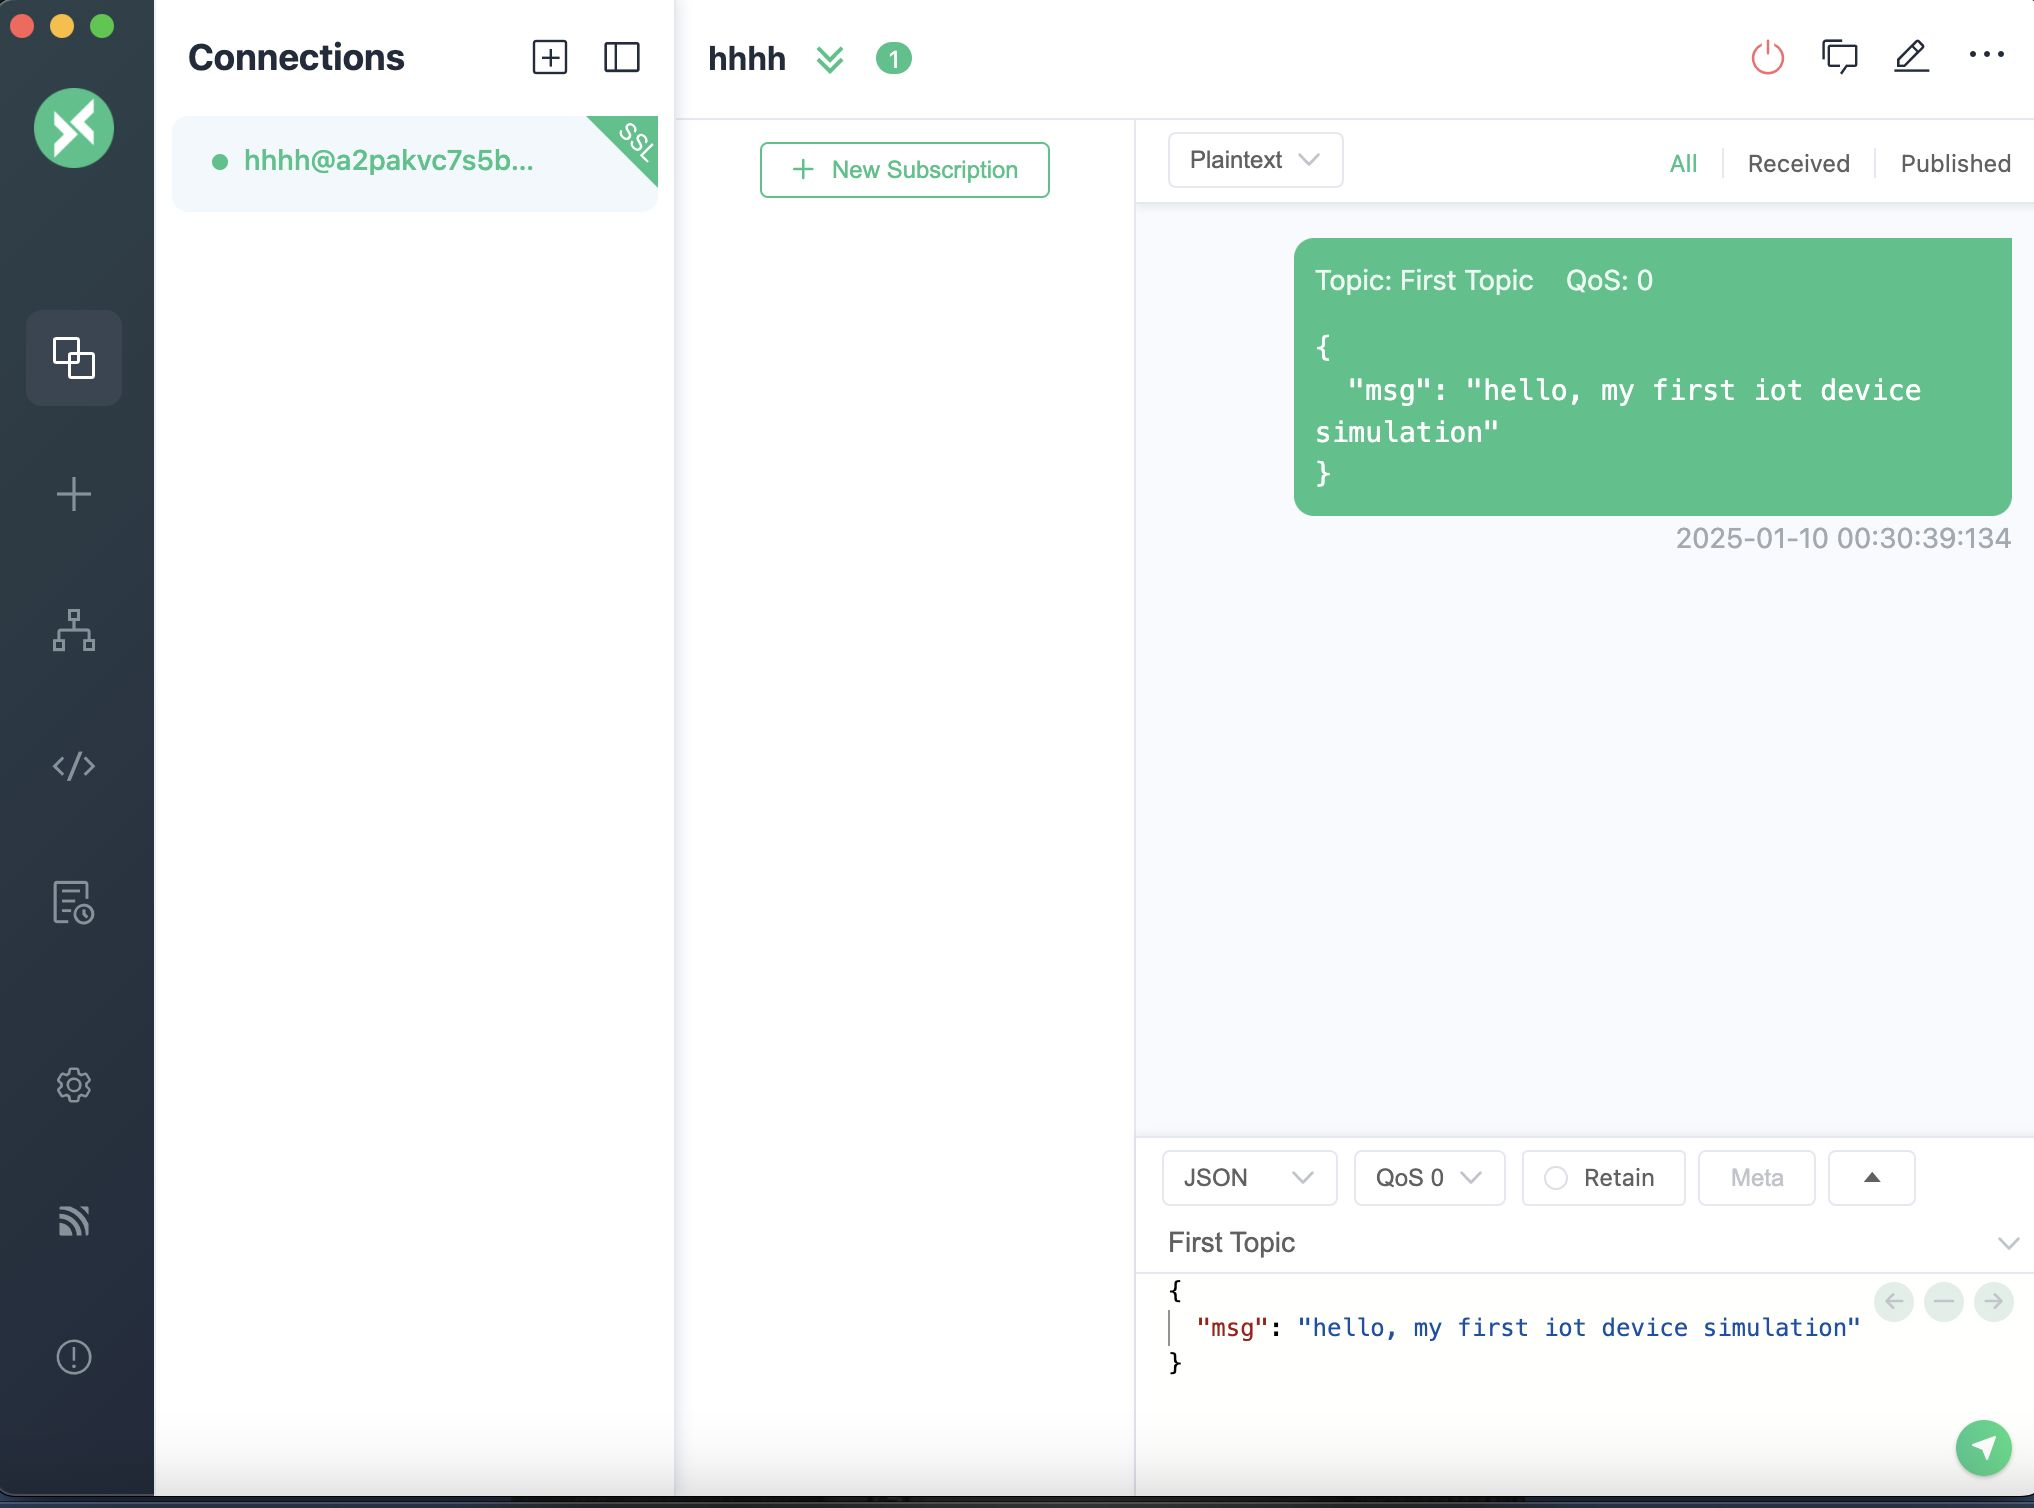 Connections
hhhh@a2pakvc7s5b...
SSL
hhhh
1
New Subscription
Plaintext
All
Received
Published
Topic: First Topic QoS: 0
{
"msg": "hello, my first iot device
simulation"
}
2025-01-10 00:30:39:134
JSON
QoS 0
Retain
Meta
First Topic
{
"msg": "hello, my first iot device simulation"
}